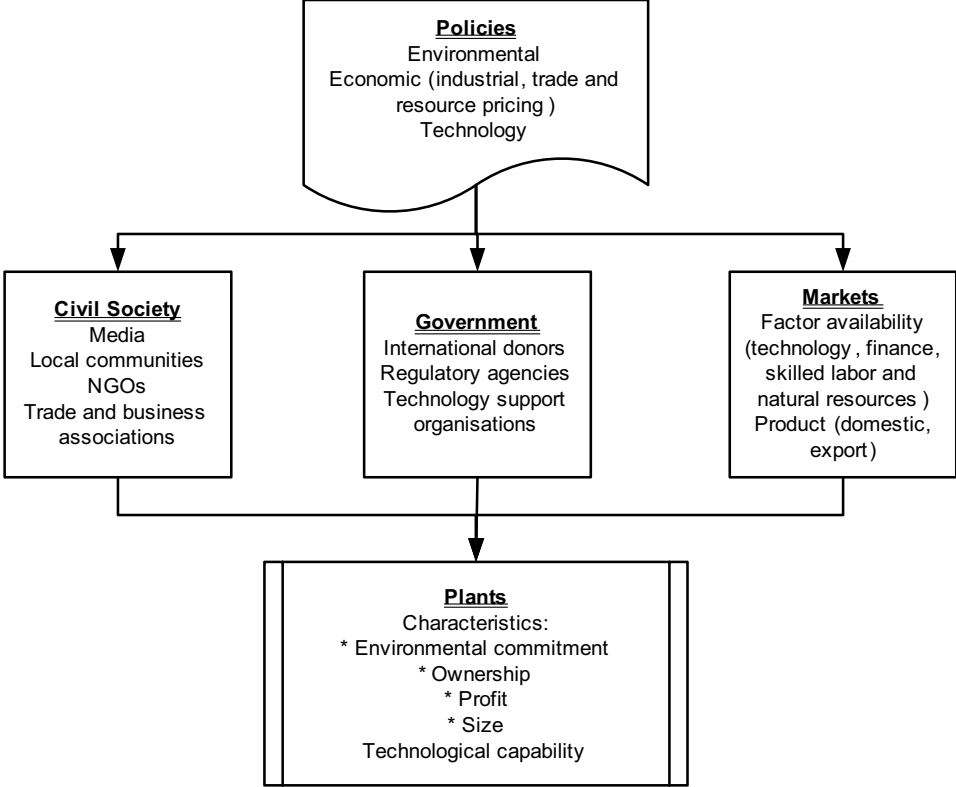 Policies
Environmental
Economic (industrial, trade and
resource pricing )
Technology
Civil Society
Media
Local communities
NGOs
Trade and business
associations
Government
International donors
Regulatory agencies
Technology support
organisations
Markets
Factor availability
(technology , finance,
skilled labor and
natural resources )
Product (domestic,
export)
Plants
Characteristics:
* Environmental commitment
* Ownership
* Profit
* Size
Technological capability